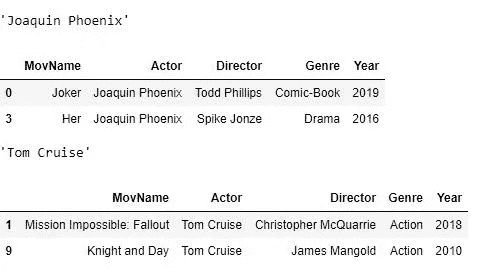 'Joaquin Phoenix'
MovName Actor Director Genre Year
0 Joker Joaquin Phoenix Todd Phillips Comic-Book 2019
3 Her Joaquin Phoenix Spike Jonze Drama 2016
'Tom Cruise'
MovName Actor Director Genre Year
1 Mission Impossible: Fallout Tom Cruise Christopher McQuarrie Action 2018
9 Knight and Day Tom Cruise James Mangold Action 2010